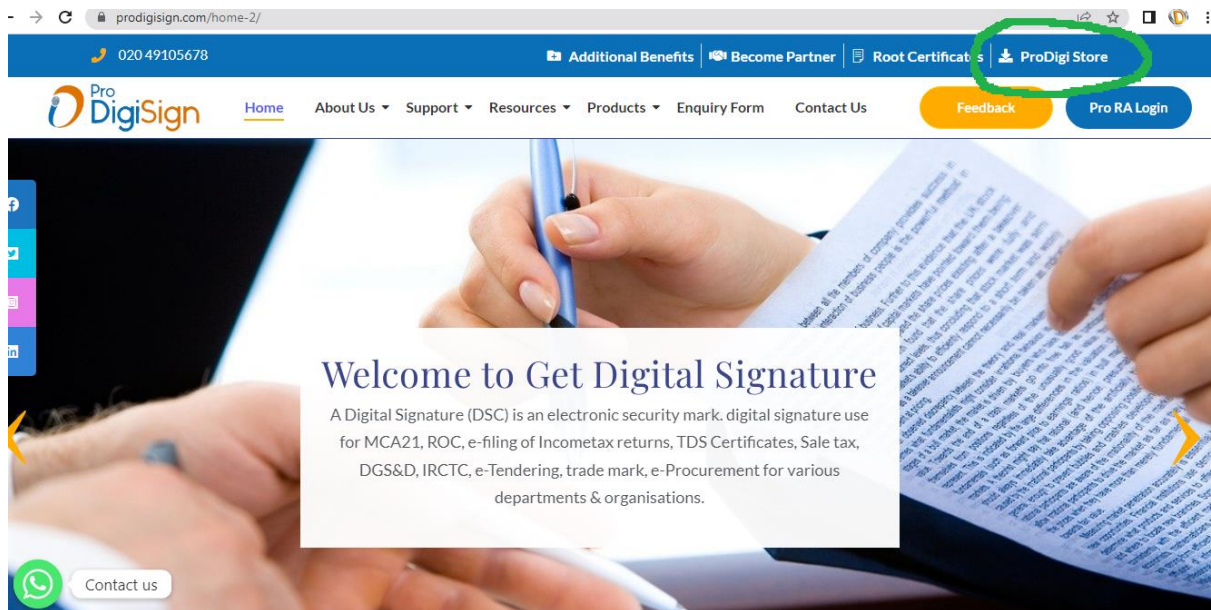 prodigisign.com/home-2/
020 49105678 Additional Benefits Become Partner Root Certificates ProDigi Store
Pro
DigiSign
Home About Us Support Resources Products Enquiry Form Contact Us Feedback Pro RA Login
Welcome to Get Digital Signature
A Digital Signature (DSC) is an electronic security mark. digital signature use
for MCA21, ROC, e-filing of Incometax returns, TDS Certificates, Sale tax,
DGS&D, IRCTC, e-Tendering, trade mark, e-Procurement for various
departments & organisations.
Contact us